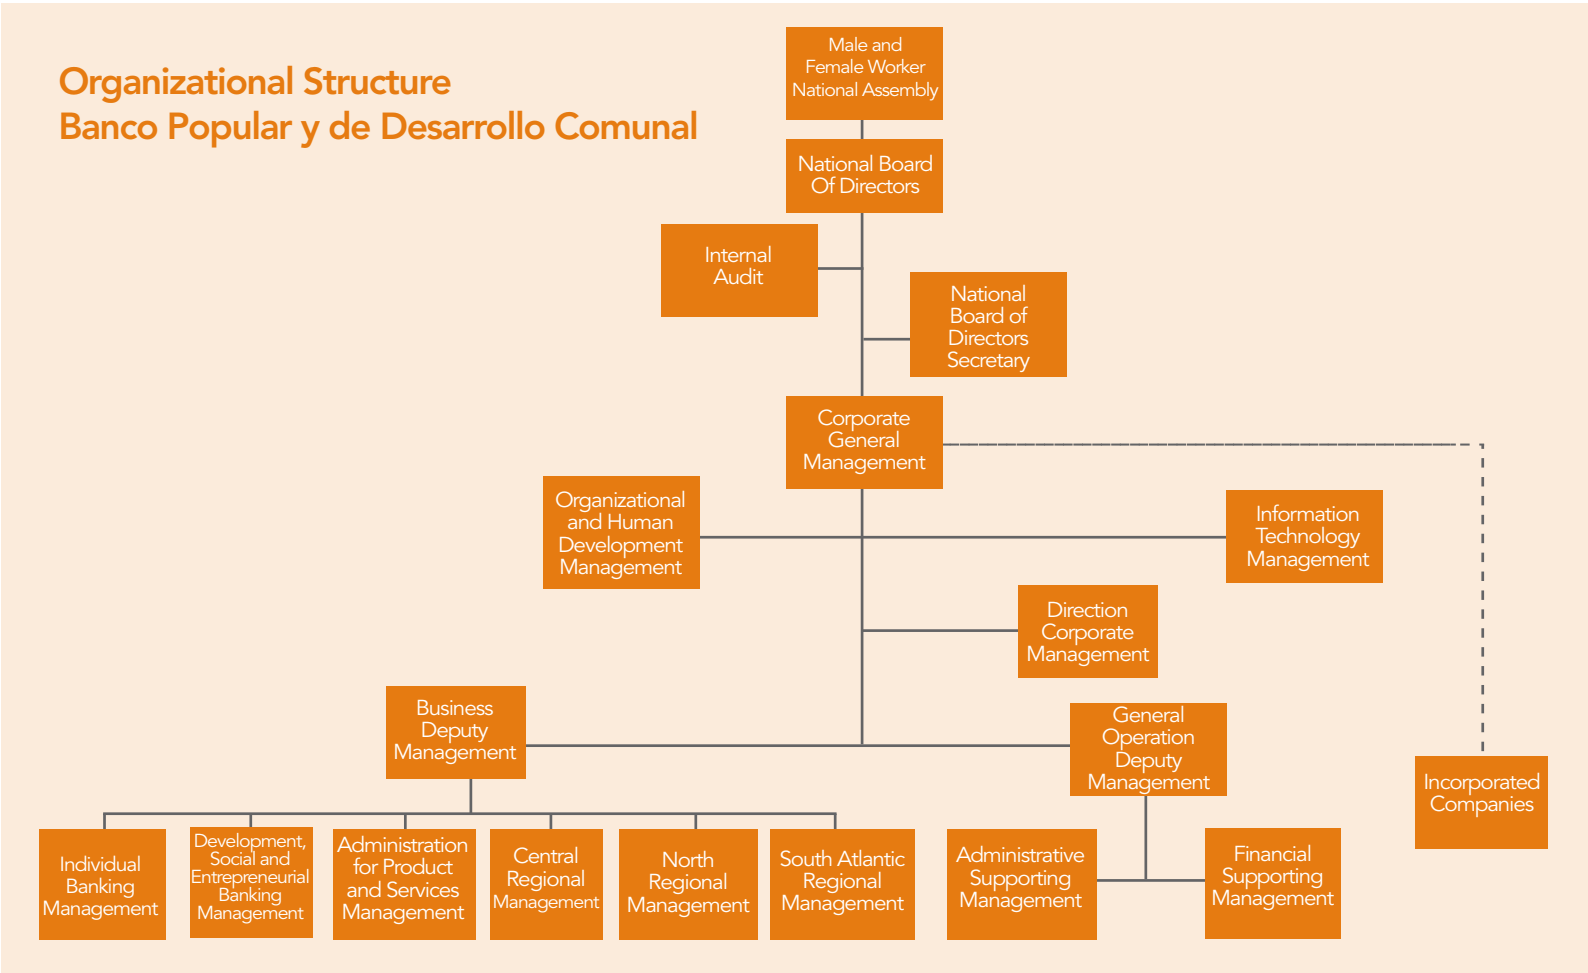 Organizational Structure
Banco Popular y de Desarrollo Comunal
Male and
Female Worker
National Assembly
National Board
Of Directors
Internal
Audit
National
Board of
Directors
Secretary
Corporate
General
Management
Organizational
and Human
Development
Management
Information
Technology
Management
Direction
Corporate
Management
Business
Deputy
Management
General
Operation
Deputy
Management
Incorporated
Companies
Individual
Banking
Management
Development,
Social and
Entrepreneurial
Banking
Management
Administration
for Product
and Services
Management
Central
Regional
Management
North
Regional
Management
South Atlantic
Regional
Management
Administrative
Supporting
Management
Financial
Supporting
Management